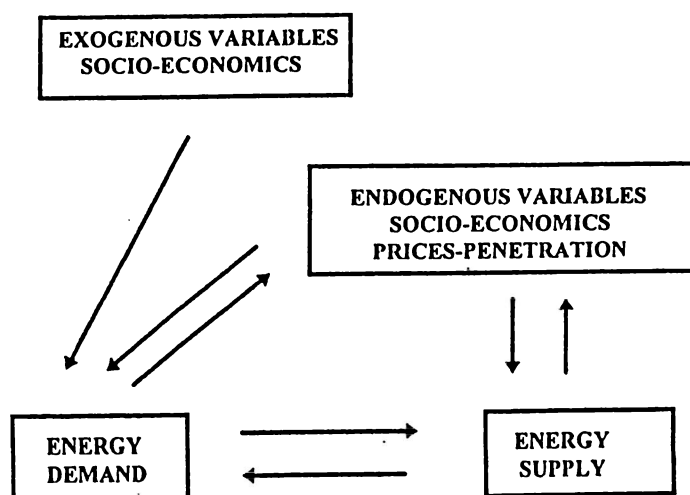 EXOGENOUS VARIABLES
SOCIO-ECONOMICS
ENDOGENOUS VARIABLES
SOCIO-ECONOMICS
PRICES-PENETRATION
ENERGY
DEMAND
ENERGY
SUPPLY